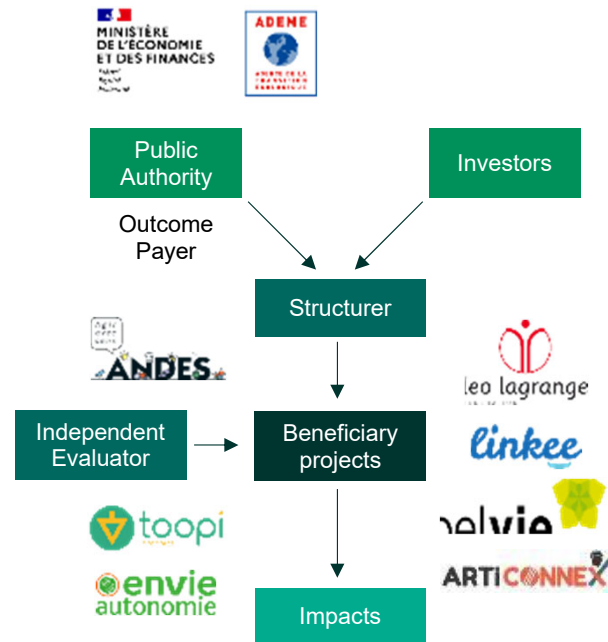 MINISTÈRE
DE L'ÉCONOMIE
ET DES FINANCES
ADEME
Public
Authority
Investors
Outcome
Payer
Structurer
ANDES
leo lagrange
Independent
Evaluator
Beneficiary
projects
linkee
toopi
envie
autonomie
ARTICONNEX
Impacts